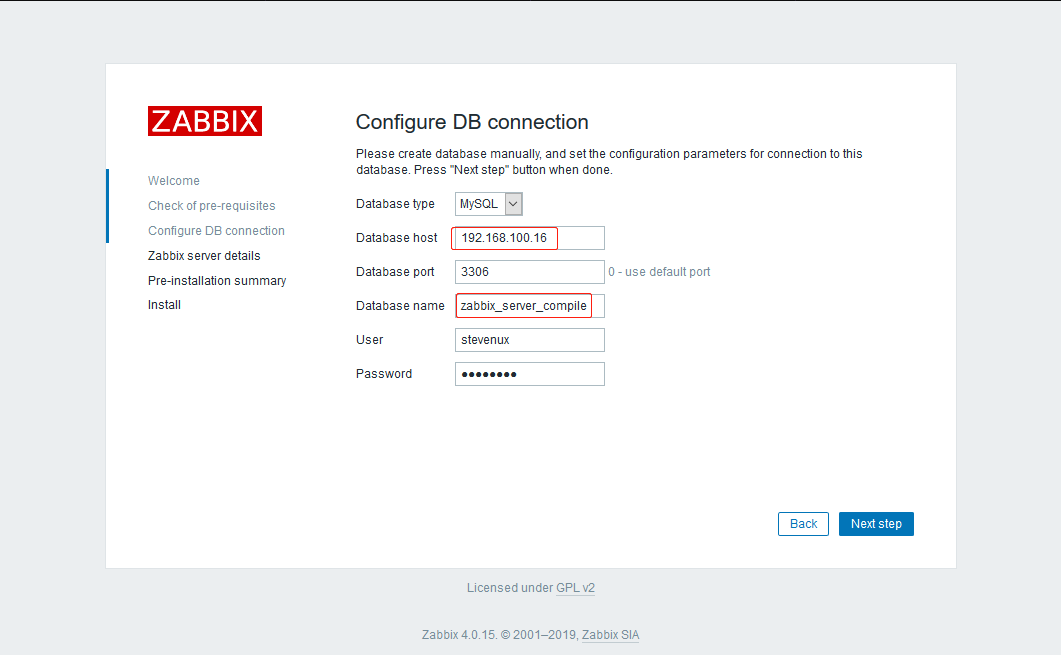 ZABBIX
Welcome
Check of pre-requisites
Configure DB connection
Zabbix server details
Pre-installation summary
Install
Configure DB connection
Please create database manually, and set the configuration parameters for connection to this
database. Press "Next step" button when done.
Database type MySQL
Database host 192.168.100.16
Database port 3306 0 - use default port
Database name zabbix_server_compile
User stevenux
Password ●●●●●●●●
Back Next step
Licensed under GPL v2
Zabbix 4.0.15. © 2001–2019, Zabbix SIA